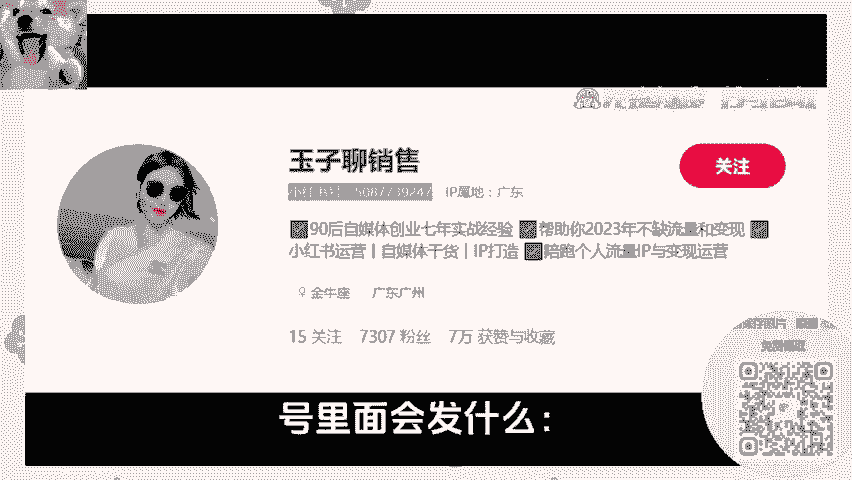 玉子聊销售
关注
小红书号：5087739247 IP属地：广东
90后自媒体创业七年实战经验 帮助你2023年不缺流量和变现
小红书运营丨自媒体干货丨IP打造 陪跑个人流量IP与变现运营
♀ 金牛座 广东广州
15 关注 7307 粉丝 7万 获赞与收藏
号里面会发什么：